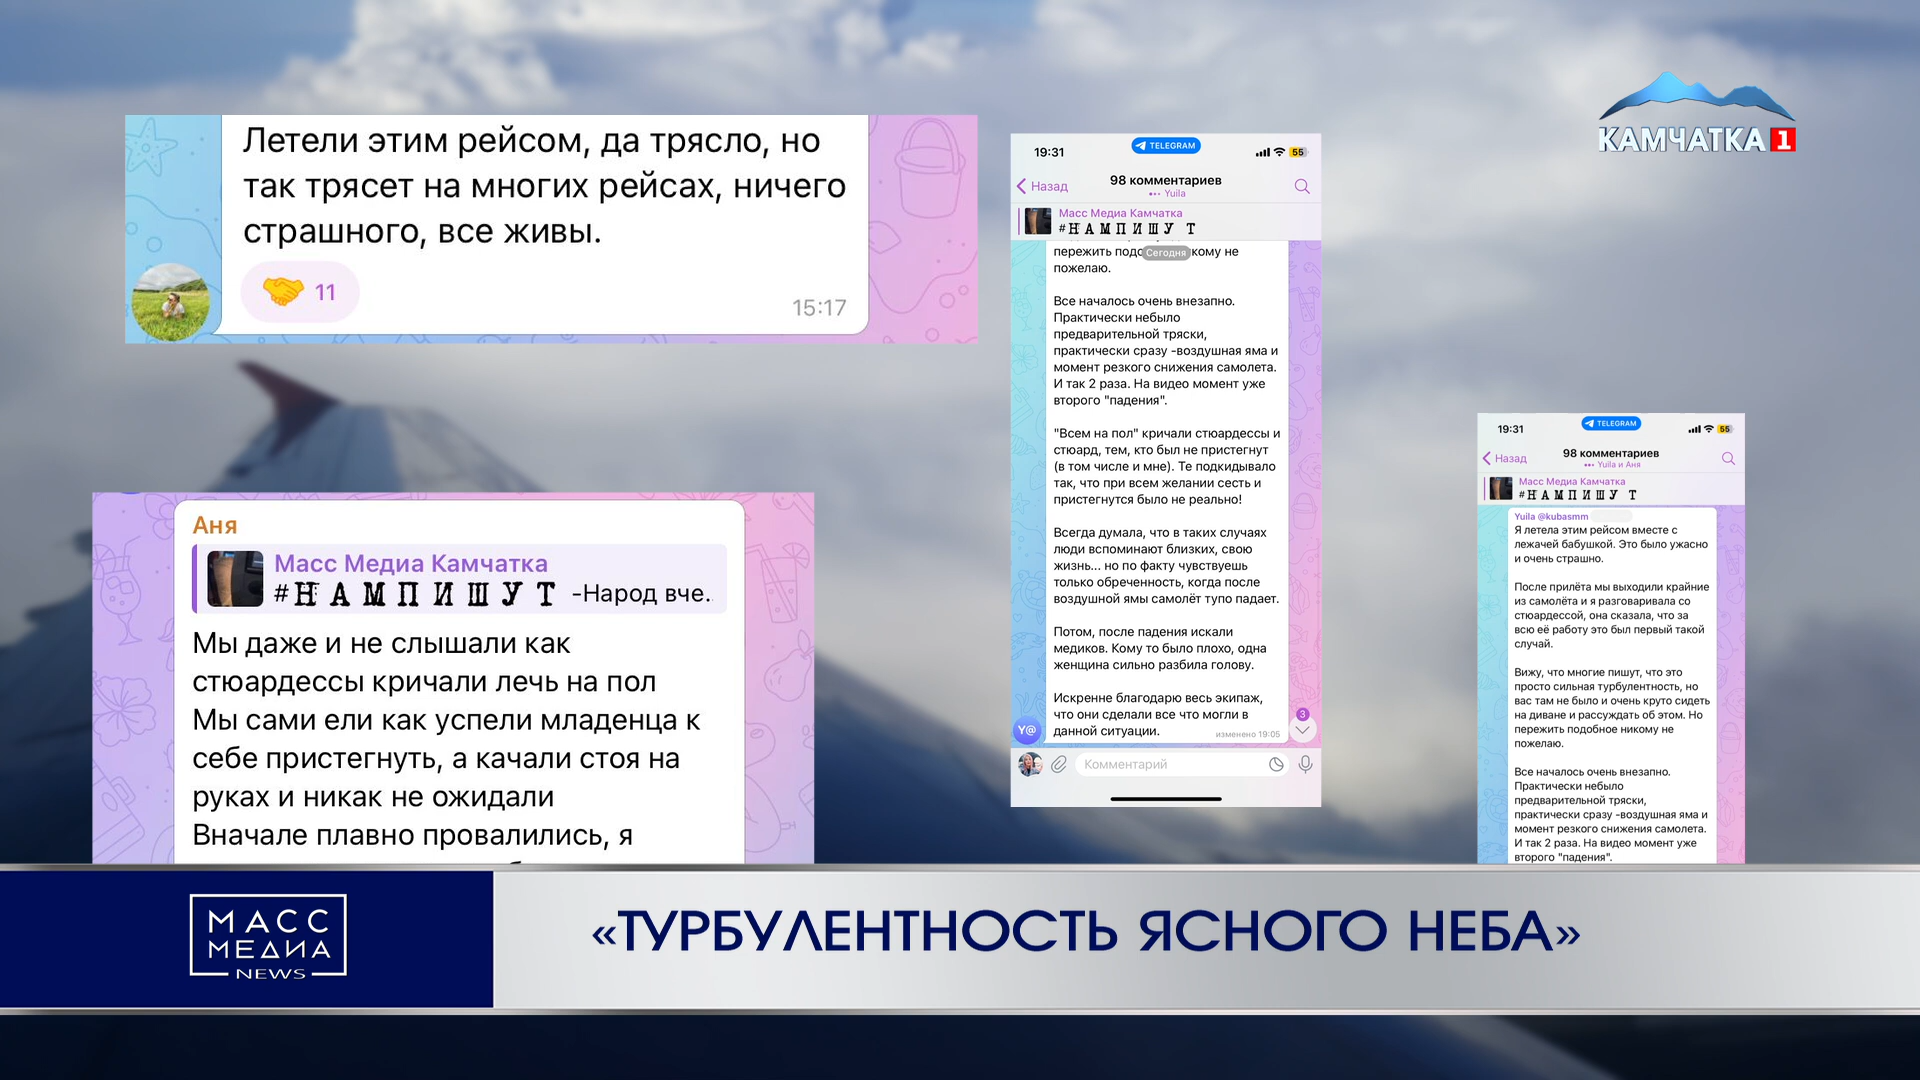 Летели этим рейсом, да трясло, но
так трясет на многих рейсах, ничего
страшного, все живы.
11
15:17
Аня
Масс Медиа Камчатка
#НАМПИШУТ -Народ вче.
Мы даже и не слышали как
стюардессы кричали лечь на пол
Мы сами ели как успели младенца к
себе пристегнуть, а качали стоя на
руках и никак не ожидали
Вначале плавно провалились, я
19:31
TELEGRAM
55
Назад
98 комментариев
Yuila
Масс Медиа Камчатка
#НАМПИШУТ
Сегодня
пережить подо кому не
пожелаю.
Все началось очень внезапно.
Практически небыло
предварительной тряски,
практически сразу -воздушная яма и
момент резкого снижения самолета.
И так 2 раза. На видео момент уже
второго "падения".
"Всем на пол" кричали стюардессы и
стюард, тем, кто был не пристегнут
(в том числе и мне). Те подкидывало
так, что при всем желании сесть и
пристегнутся было не реально!
Всегда думала, что в таких случаях
люди вспоминают близких, свою
жизнь... но по факту чувствуешь
только обреченность, когда после
воздушной ямы самолёт тупо падает.
Потом, после падения искали
медиков. Кому то было плохо, одна
женщина сильно разбила голову.
Искренне благодарю весь экипаж,
что они сделали все что могли в
данной ситуации.
изменено 19:05
Y@
3
Комментарий
КАМЧАТКА 1
19:31
TELEGRAM
55
Назад
98 комментариев
Yuila и Аня
Масс Медиа Камчатка
#НАМПИШУТ
Yuila @kubasmm
Я летела этим рейсом вместе с
лежачей бабушкой. Это было ужасно
и очень страшно.
После прилёта мы выходили крайние
из самолёта и я разговаривала со
стюардессой, она сказала, что за
всю её работу это был первый такой
случай.
Вижу, что многие пишут, что это
просто сильная турбулентность, но
вас там не было и очень круто сидеть
на диване и рассуждать об этом. Но
пережить подобное никому не
пожелаю.
Все началось очень внезапно.
Практически небыло
предварительной тряски,
практически сразу -воздушная яма и
момент резкого снижения самолета.
И так 2 раза. На видео момент уже
второго "падения".
МАСС
МЕДИА
NEWS
«ТУРБУЛЕНТНОСТЬ ЯСНОГО НЕБА»